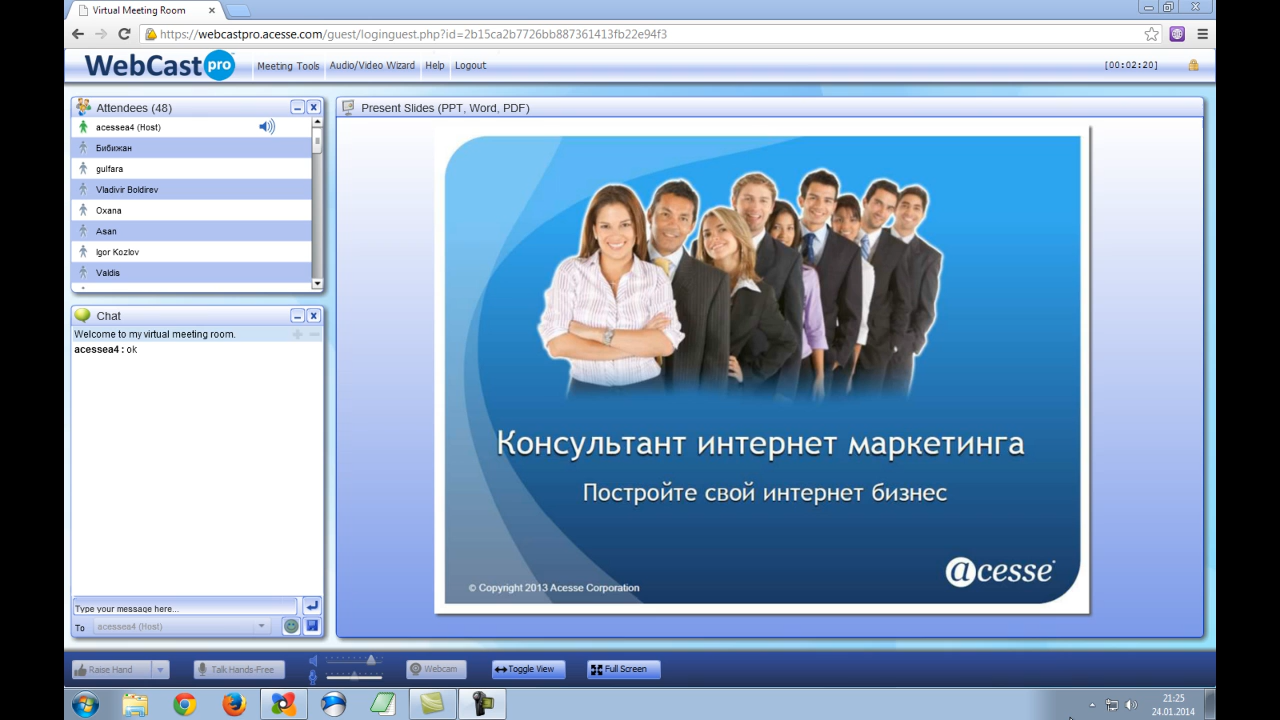 Virtual Meeting Room
https://webcastpro.acesse.com/guest/loginguest.php?id=2b15ca2b7726bb887361413fb22e94f3
WebCast pro
Meeting Tools Audio/Video Wizard Help Logout
[00:02:20]
Attendees (48)
acessea4 (Host)
Бибижан
gulfara
Vladivir Boldirev
Oxana
Asan
Igor Kozlov
Valdis
Chat
Welcome to my virtual meeting room.
acessea4 : ok
Type your message here...
To acessea4 (Host)
Present Slides (PPT, Word, PDF)
Консультант интернет маркетинга
Постройте свой интернет бизнес
acesse
© Copyright 2013 Acesse Corporation
Raise Hand Talk Hands-Free Webcam Toggle View Full Screen
21:25
24.01.2014